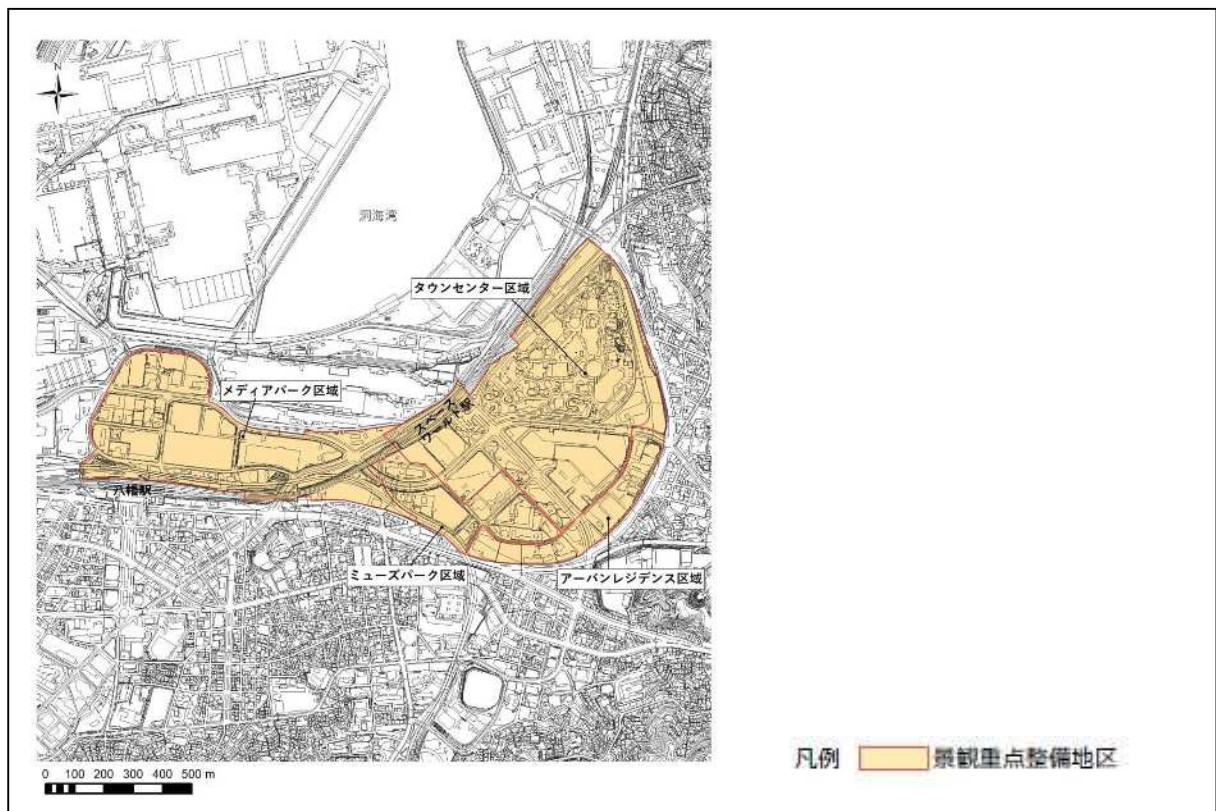 N
洞海湾
タウンセンター区域
メディアパーク区域
スペース
ワールド駅
八幡駅
ミューズパーク区域
アーバンレジデンス区域
0 100 200 300 400 500 m
凡例 景観重点整備地区